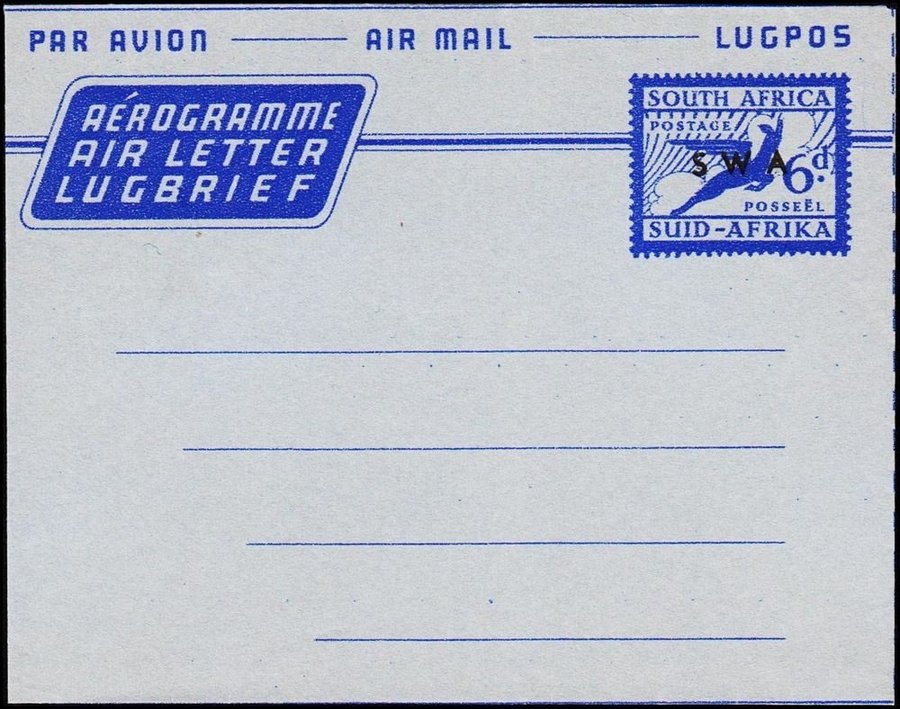 PAR AVION AIR MAIL LUGPOS
AÉROGRAMME
AIR LETTER
LUGBRIEF
SOUTH AFRICA
POSTAGE
SWA
6d.
POSSEËL
SUID-AFRIKA